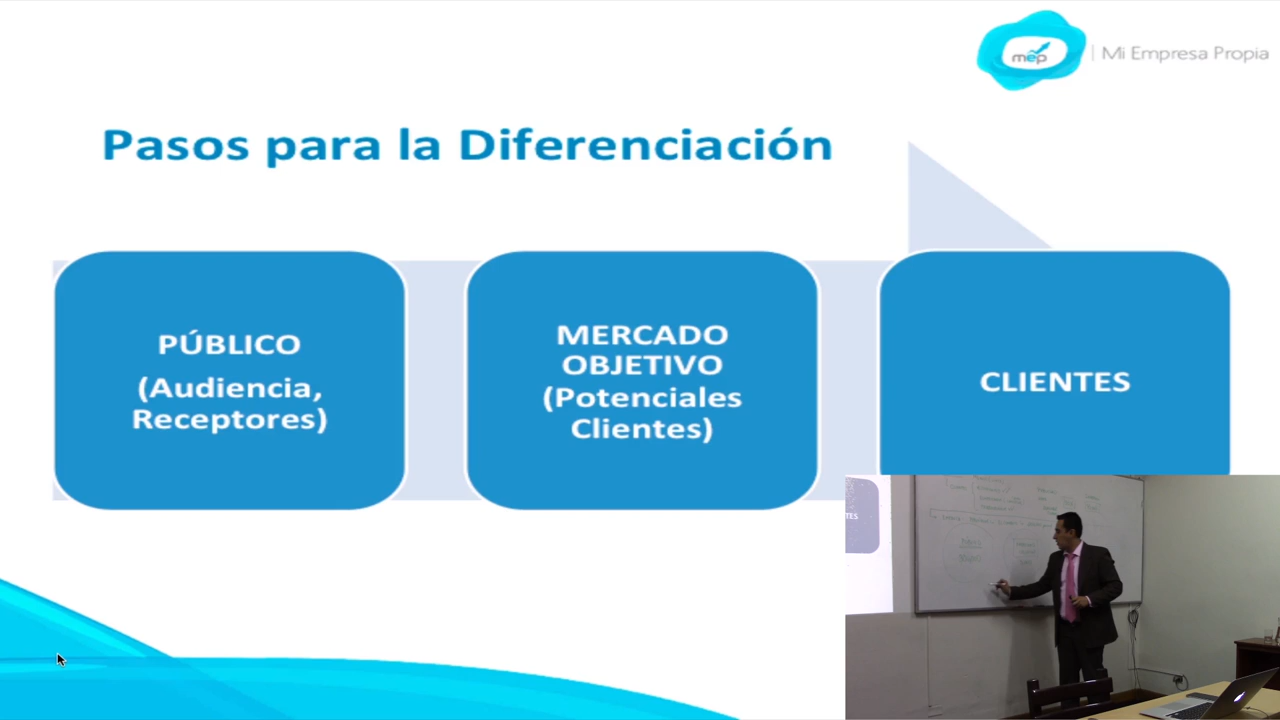 mep | Mi Empresa Propia
Pasos para la Diferenciación
PÚBLICO
(Audiencia,
Receptores)
MERCADO
OBJETIVO
(Potenciales
Clientes)
CLIENTES
TES